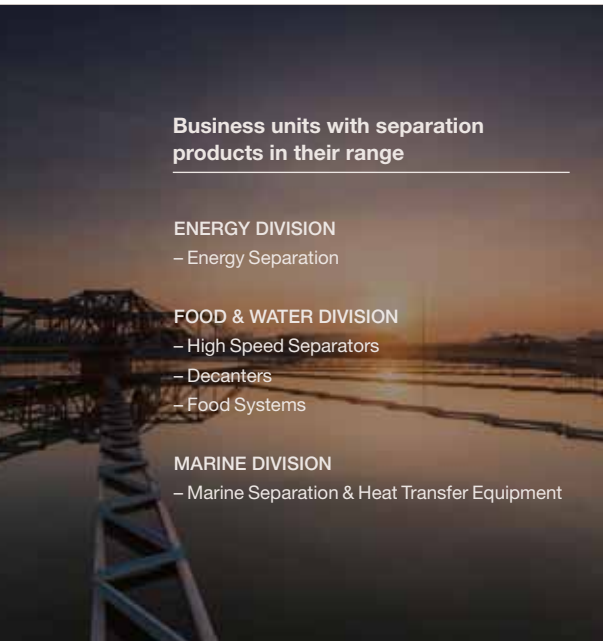 Business units with separation
products in their range
ENERGY DIVISION
– Energy Separation
FOOD & WATER DIVISION
– High Speed Separators
– Decanters
– Food Systems
MARINE DIVISION
– Marine Separation & Heat Transfer Equipment